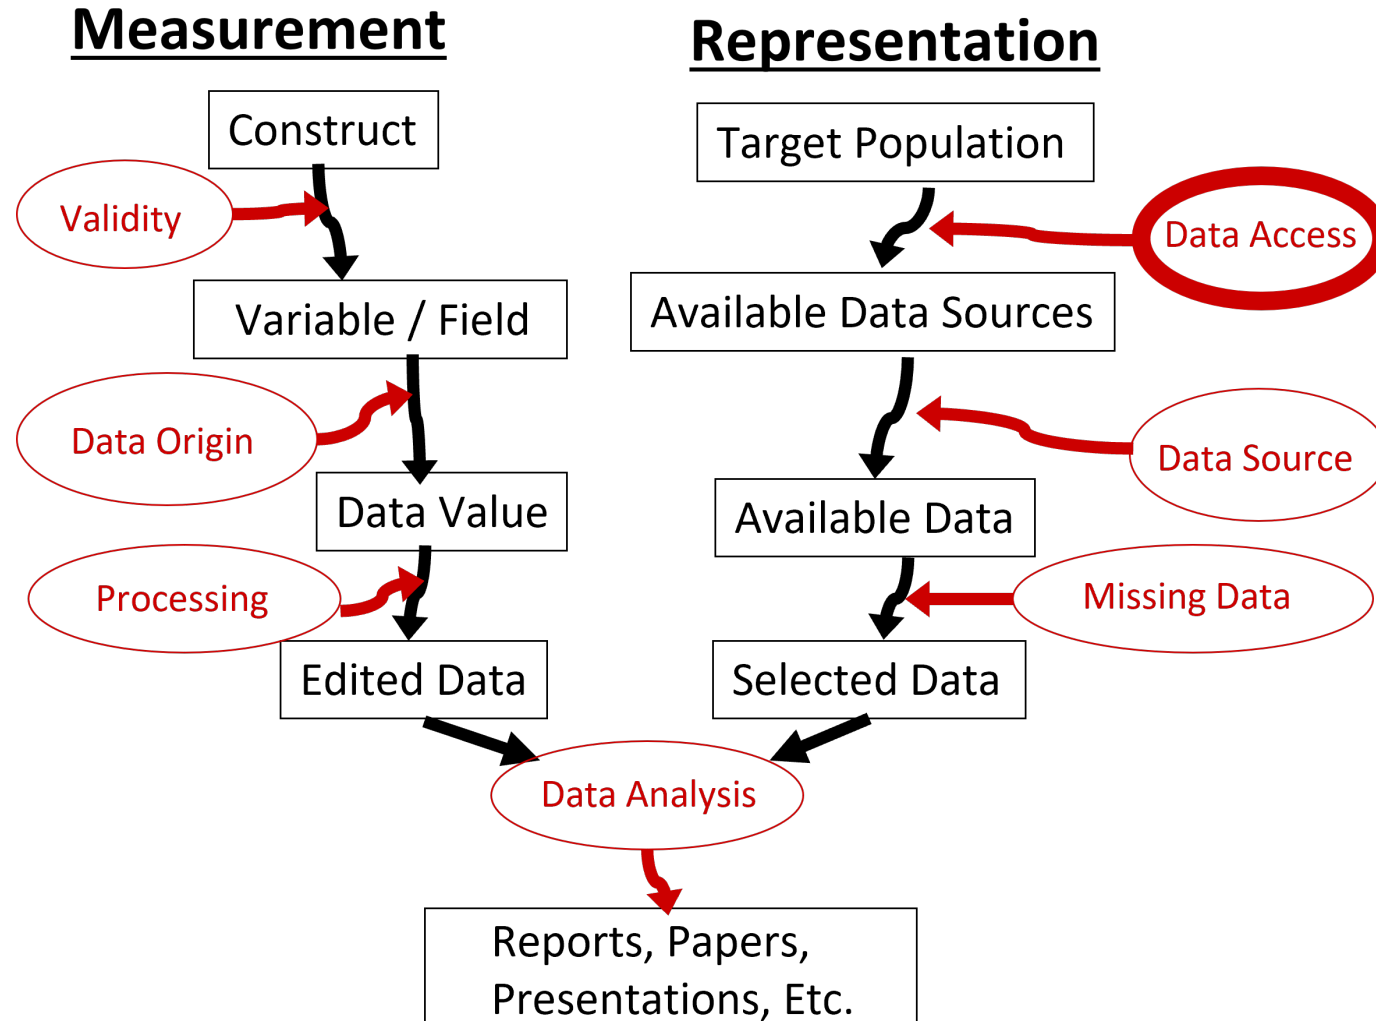 Measurement
Construct
Validity
Variable / Field
Data Origin
Data Value
Processing
Edited Data
Representation
Target Population
Data Access
Available Data Sources
Data Source
Available Data
Missing Data
Selected Data
Data Analysis
Reports, Papers,
Presentations, Etc.